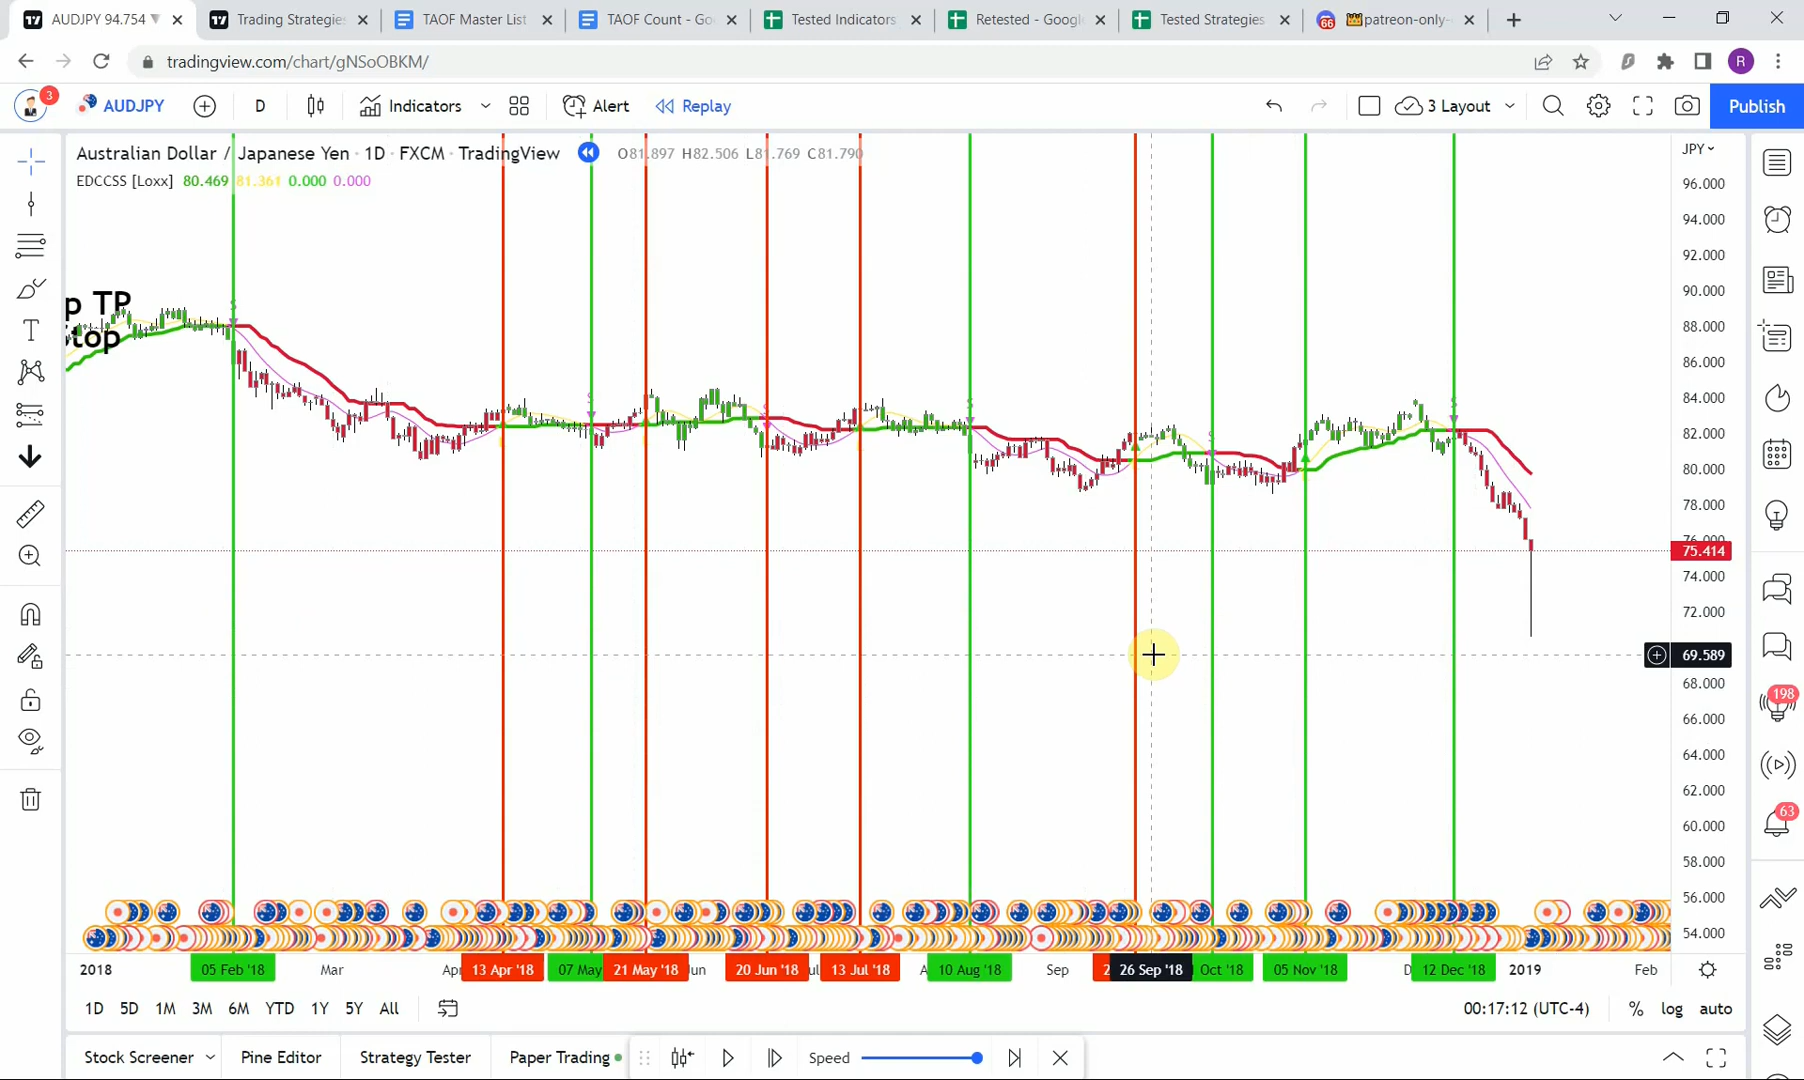 AUDJPY 94.754 ▼
Trading Strategies
TAOF Master List
TAOF Count - Go
Tested Indicators
Retested - Google
Tested Strategies
66
patreon-only-
tradingview.com/chart/gNSoOBKM/
R
3
AUDJPY
D
Indicators
Alert
Replay
3 Layout
Publish
Australian Dollar / Japanese Yen · 1D · FXCM · TradingView
O81.897 H82.506 L81.769 C81.790
JPY
EDCCSS [Loxx] 80.469 81.361 0.000 0.000
96.000
94.000
92.000
90.000
p TP
Stop
88.000
86.000
84.000
82.000
80.000
78.000
76.000
75.414
74.000
72.000
69.589
68.000
66.000
64.000
62.000
60.000
58.000
56.000
54.000
198
63
S
S
S
S
S
2018
05 Feb '18
Mar
Apr
13 Apr '18
07 May
21 May '18
Jun
20 Jun '18
Jul
13 Jul '18
A
10 Aug '18
Sep
2
26 Sep '18
Oct '18
05 Nov '18
D
12 Dec '18
2019
Feb
1D 5D 1M 3M 6M YTD 1Y 5Y All
00:17:12 (UTC-4)
% log auto
Stock Screener
Pine Editor
Strategy Tester
Paper Trading
Speed